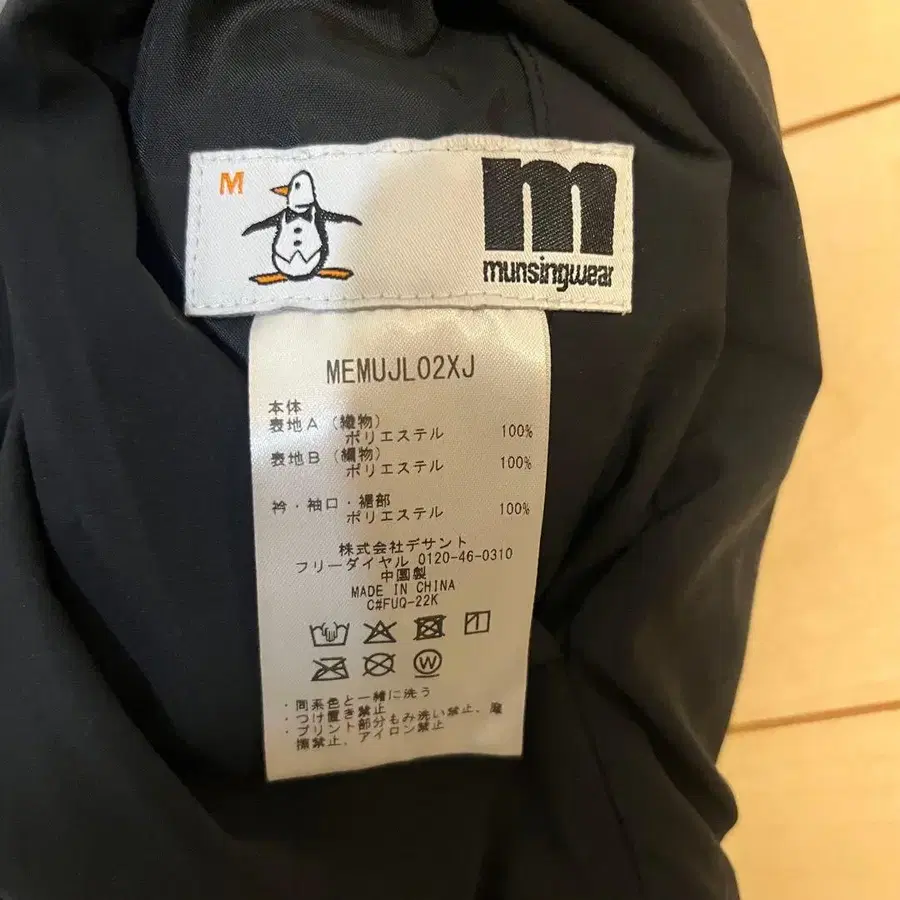 M
m
munsingwear
MEMUJL02XJ
本体
表地A (織物)
ポリエステル 100%
表地B (編物)
ポリエステル 100%
衿・袖口・裾部
ポリエステル 100%
株式会社デサント
フリーダイヤル 0120-46-0310
中国製
MADE IN CHINA
C#FUQ-22K
W
・同系色と一緒に洗う
・つけ置き禁止
・プリント部分もみ洗い禁止、摩
擦禁止、アイロン禁止